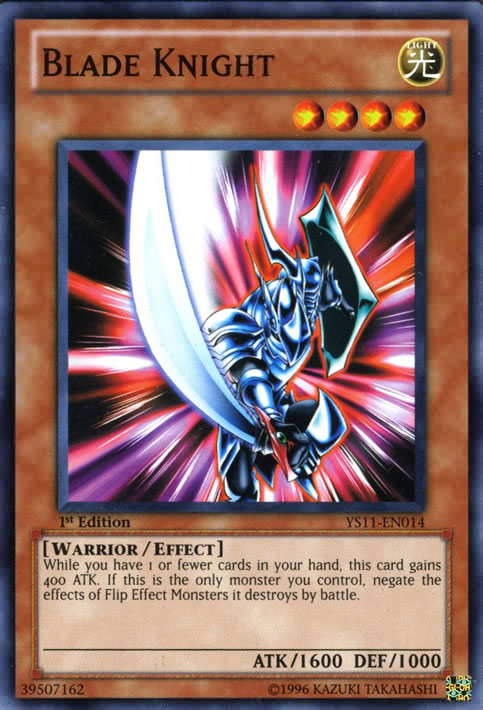 BLADE KNIGHT
LIGHT
光
1st Edition
YS11-EN014
[WARRIOR/EFFECT]
While you have 1 or fewer cards in your hand, this card gains
400 ATK. If this is the only monster you control, negate the
effects of Flip Effect Monsters it destroys by battle.
ATK/1600 DEF/1000
39507162
©1996 KAZUKI TAKAHASHI